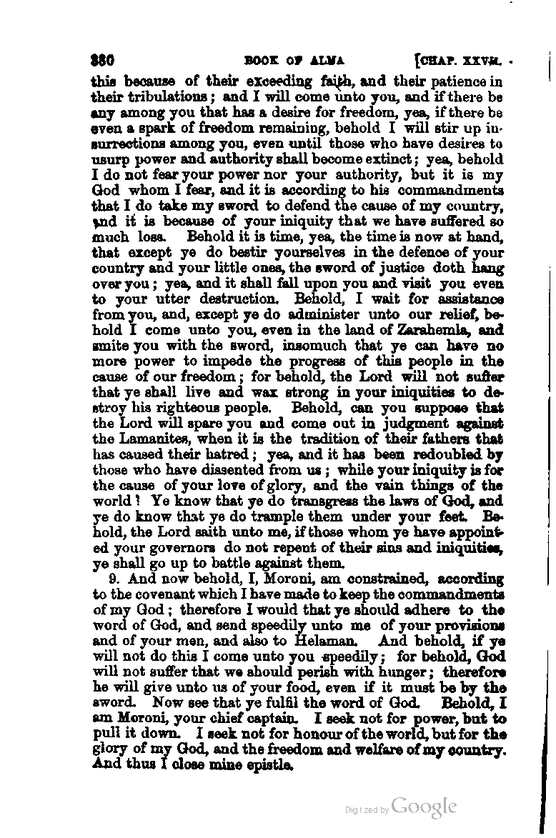 380 BOOK OF ALMA [CHAP. XXVII.
this because of their exceeding faith, and their patience in
their tribulations; and I will come unto you, and if there be
any among you that has a desire for freedom, yea, if there be
even a spark of freedom remaining, behold I will stir up in-
surrections among you, even until those who have desires to
usurp power and authority shall become extinct; yea, behold
I do not fear your power nor your authority, but it is my
God whom I fear, and it is according to his commandments
that I do take my sword to defend the cause of my country,
and it is because of your iniquity that we have suffered so
much loss. Behold it is time, yea, the time is now at hand,
that except ye do bestir yourselves in the defence of your
country and your little ones, the sword of justice doth hang
over you; yea, and it shall fall upon you and visit you even
to your utter destruction. Behold, I wait for assistance
from you, and, except ye do administer unto our relief, be-
hold I come unto you, even in the land of Zarahemla, and
smite you with the sword, insomuch that ye can have no
more power to impede the progress of this people in the
cause of our freedom; for behold, the Lord will not suffer
that ye shall live and wax strong in your iniquities to de-
stroy his righteous people. Behold, can you suppose that
the Lord will spare you and come out in judgment against
the Lamanites, when it is the tradition of their fathers that
has caused their hatred; yea, and it has been redoubled by
those who have dissented from us; while your iniquity is for
the cause of your love of glory, and the vain things of the
world? Ye know that ye do transgress the laws of God, and
ye do know that ye do trample them under your feet. Be-
hold, the Lord saith unto me, if those whom ye have appoint-
ed your governors do not repent of their sins and iniquities,
ye shall go up to battle against them.
9. And now behold, I, Moroni, am constrained, according
to the covenant which I have made to keep the commandments
of my God; therefore I would that ye should adhere to the
word of God, and send speedily unto me of your provisions
and of your men, and also to Helaman. And behold, if ye
will not do this I come unto you speedily; for behold, God
will not suffer that we should perish with hunger; therefore
he will give unto us of your food, even if it must be by the
sword. Now see that ye fulfil the word of God. Behold, I
am Moroni, your chief captain. I seek not for power, but to
pull it down. I seek not for honour of the world, but for the
glory of my God, and the freedom and welfare of my country.
And thus I close mine epistle.
Digitized by Google